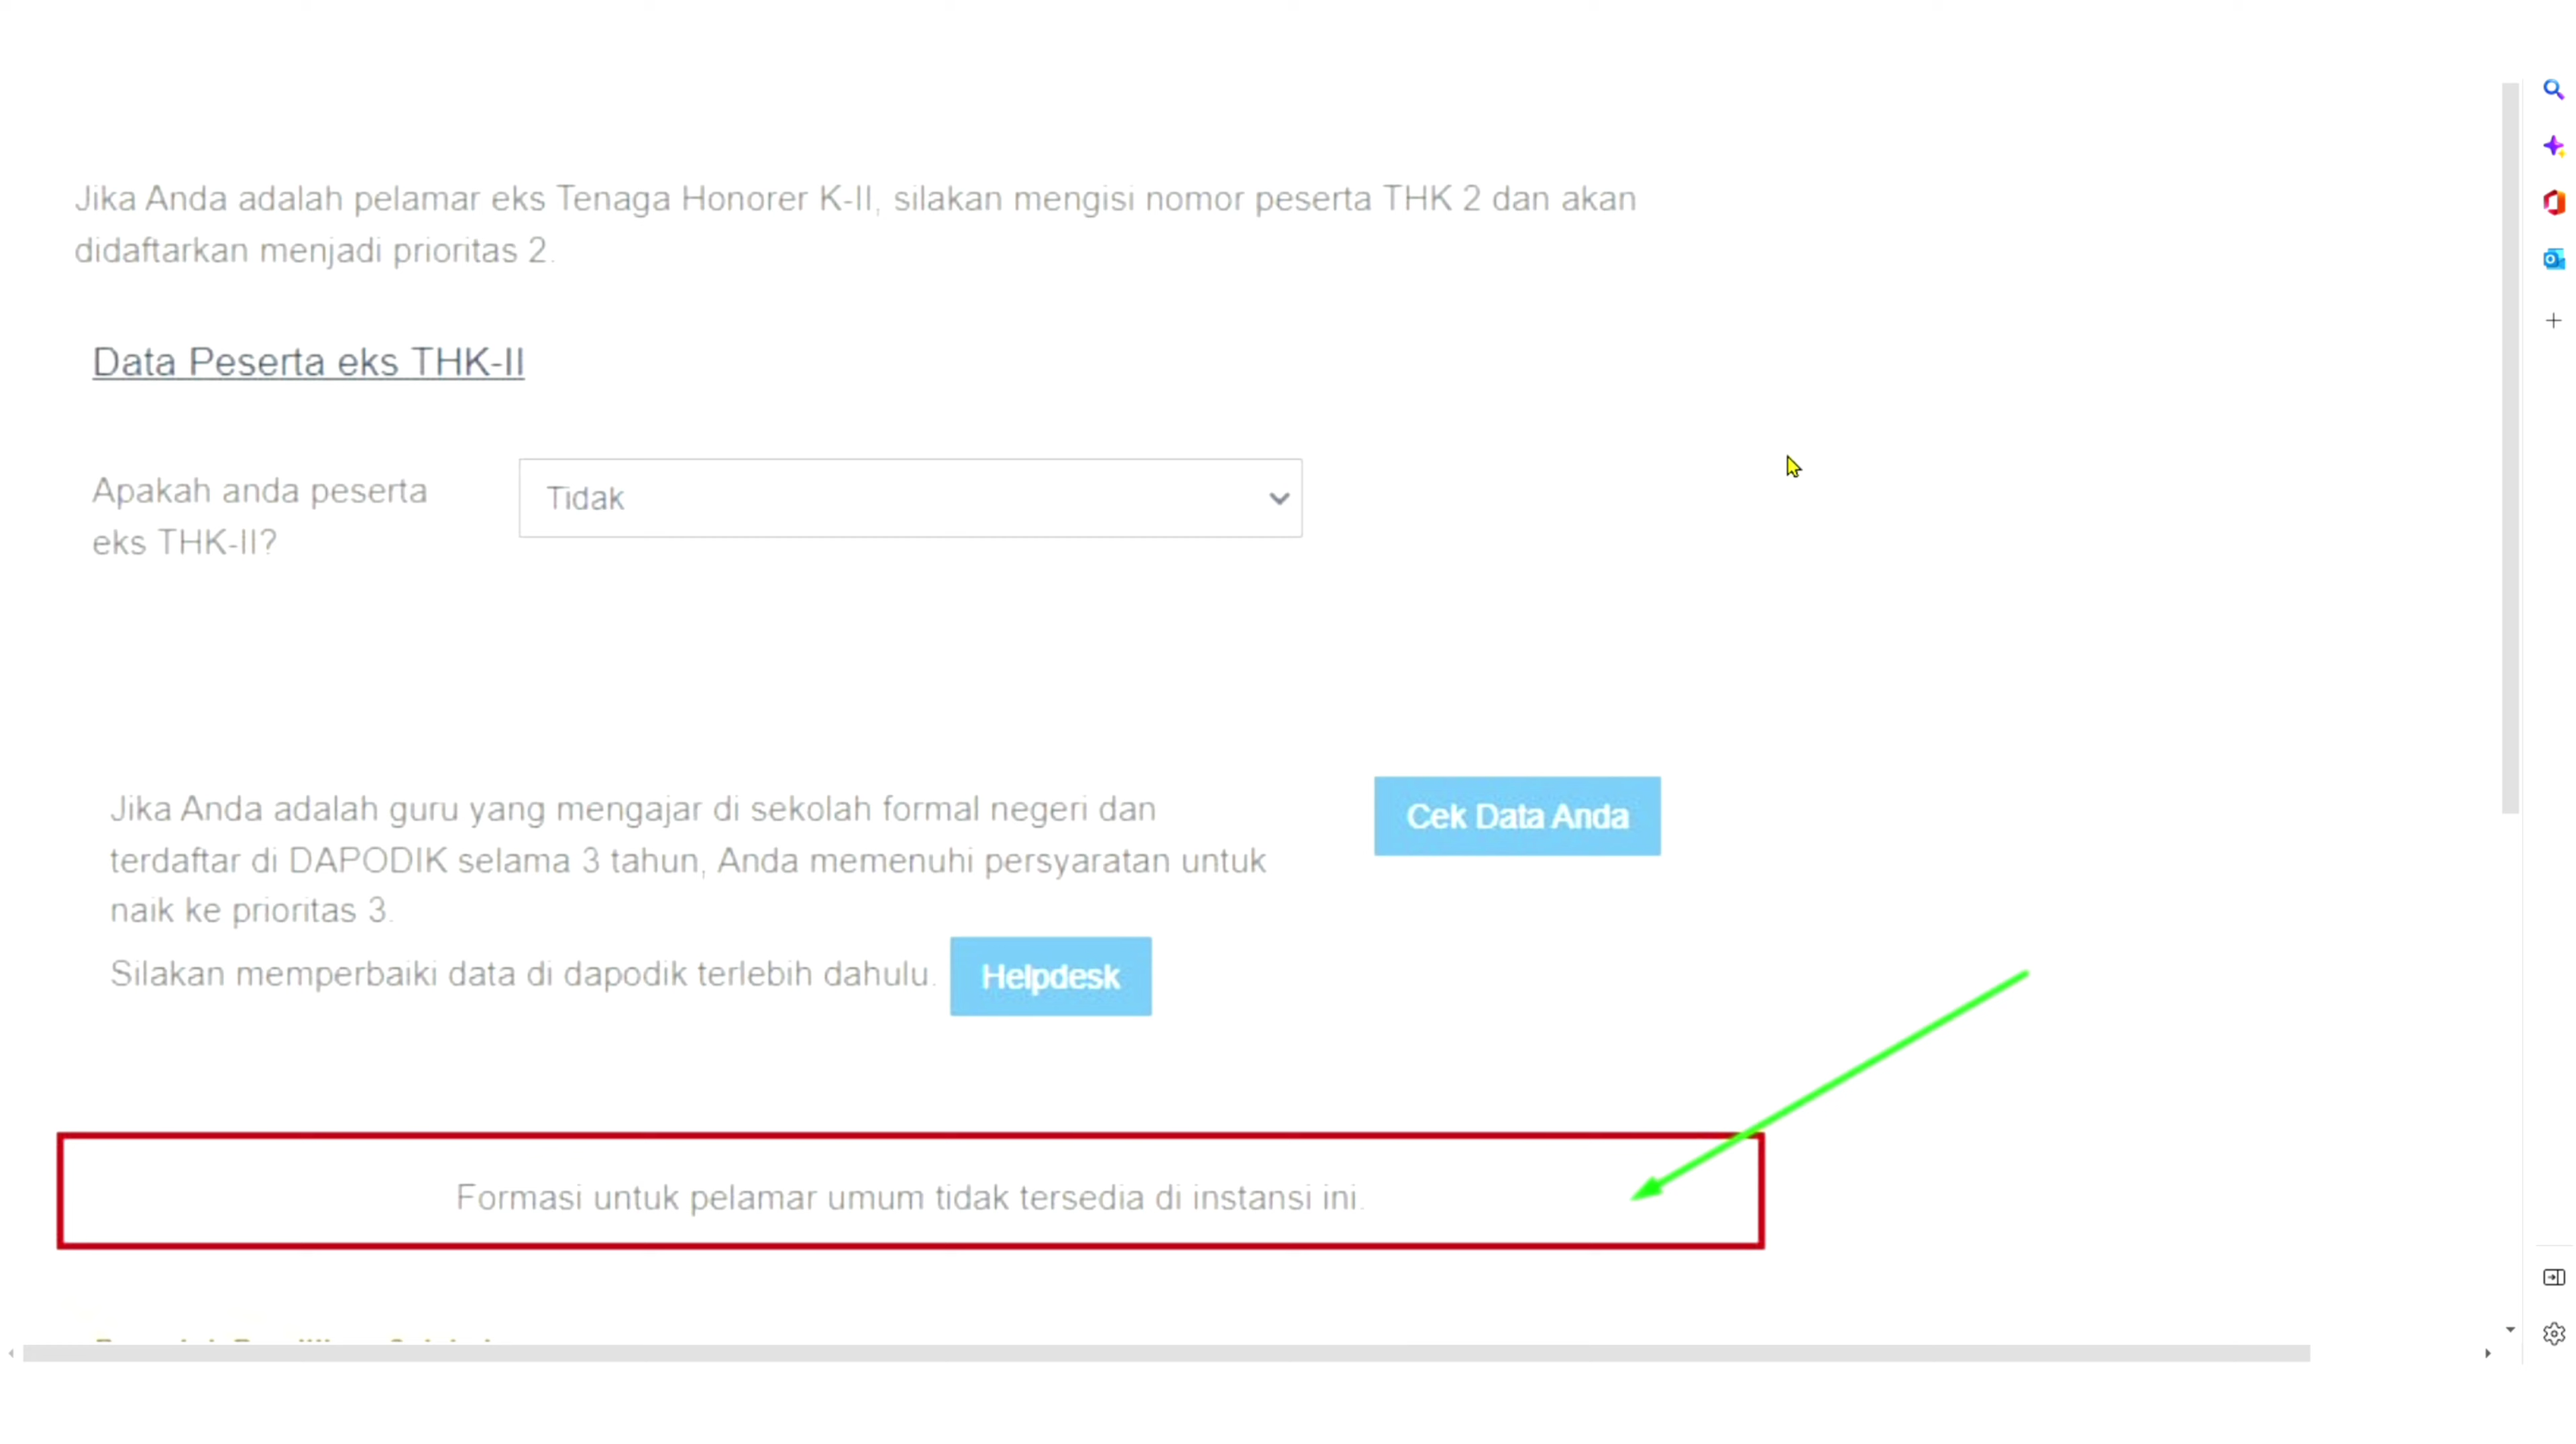 Jika Anda adalah pelamar eks Tenaga Honorer K-II, silakan mengisi nomor peserta THK 2 dan akan
didaftarkan menjadi prioritas 2.
Data Peserta eks THK-II
Apakah anda peserta
eks THK-II?
Tidak
Jika Anda adalah guru yang mengajar di sekolah formal negeri dan
terdaftar di DAPODIK selama 3 tahun, Anda memenuhi persyaratan untuk
naik ke prioritas 3.
Cek Data Anda
Silakan memperbaiki data di dapodik terlebih dahulu.
Helpdesk
Formasi untuk pelamar umum tidak tersedia di instansi ini.